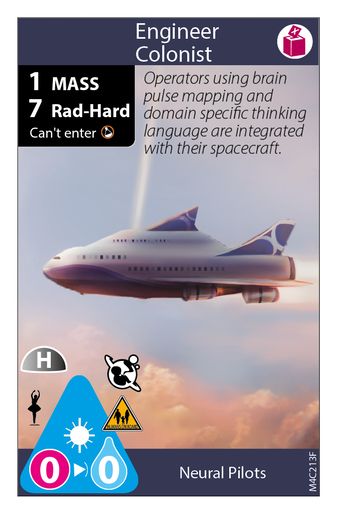 Engineer
Colonist
1 MASS
7 Rad-Hard
Can't enter
Operators using brain
pulse mapping and
domain specific thinking
language are integrated
with their spacecraft.
H
0 0
Neural Pilots
M4C213F